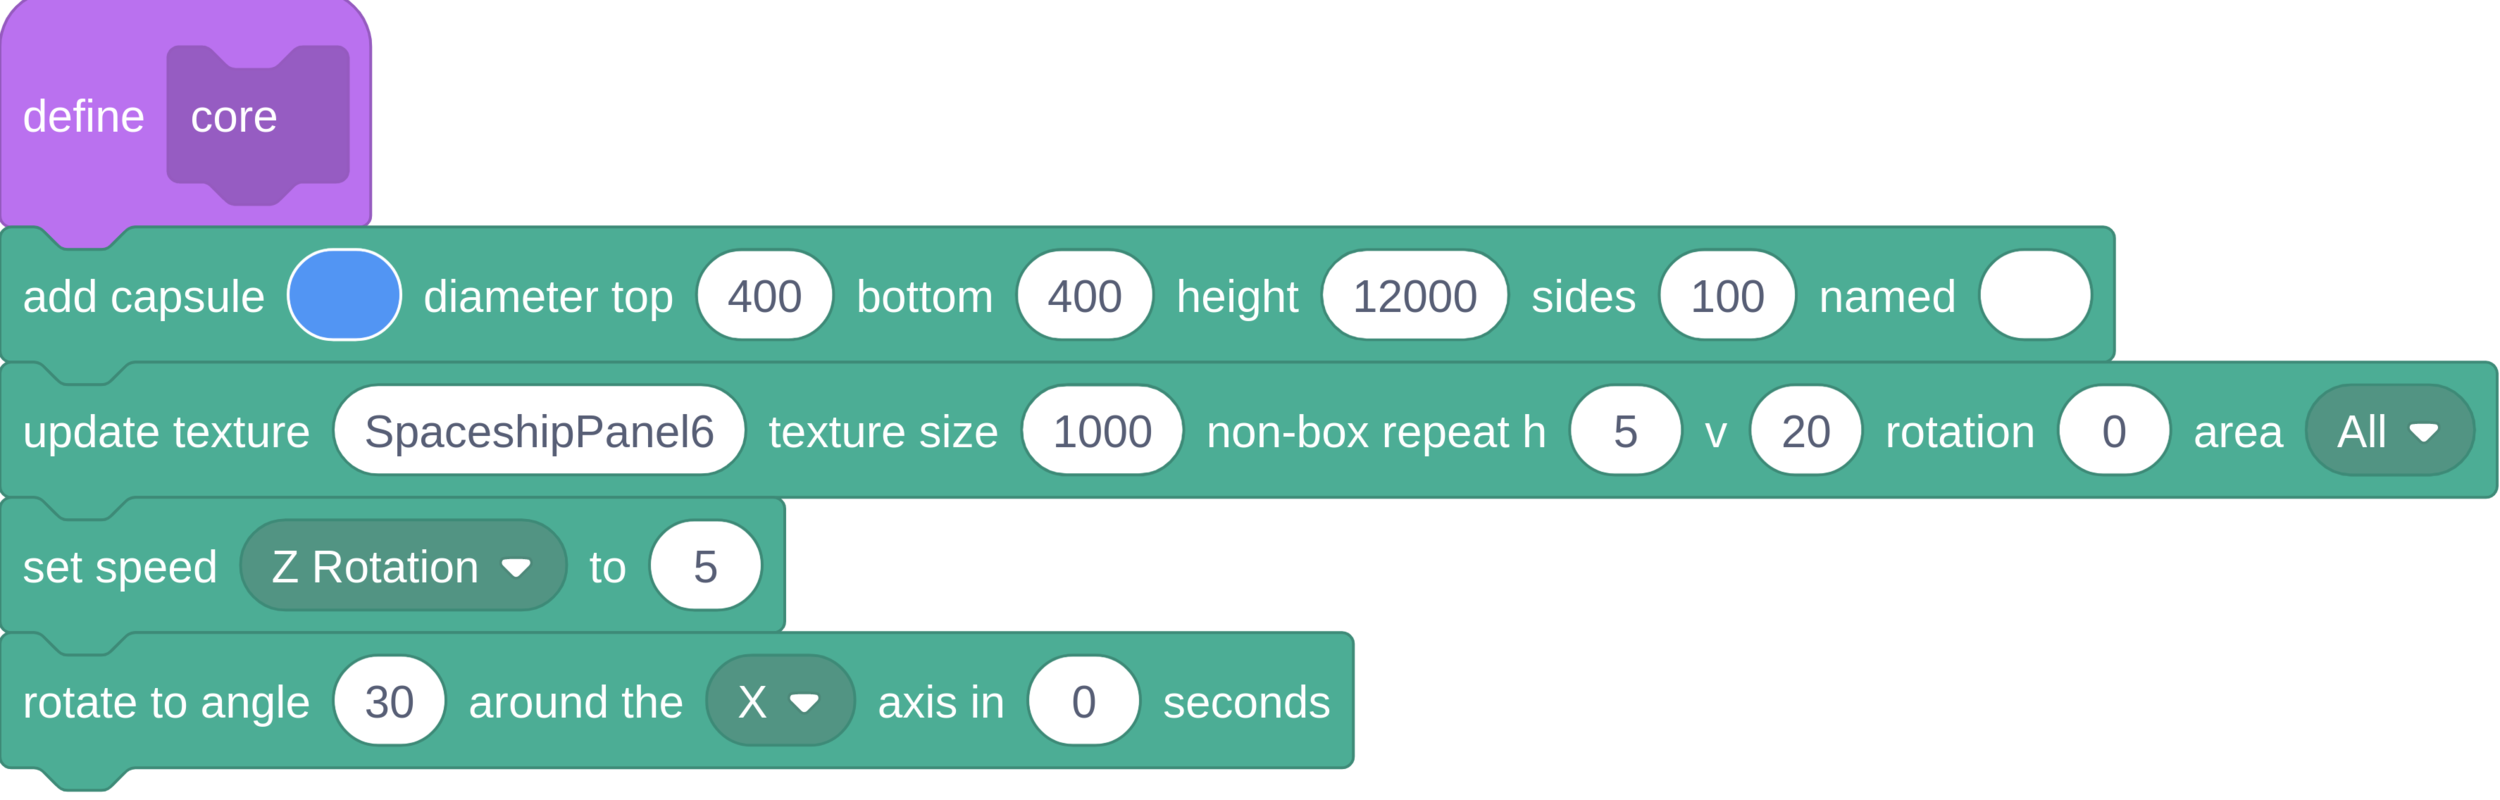 define core
add capsule diameter top 400 bottom 400 height 12000 sides 100 named
update texture SpaceshipPanel6 texture size 1000 non-box repeat h 5 v 20 rotation 0 area All
set speed Z Rotation to 5
rotate to angle 30 around the X axis in 0 seconds